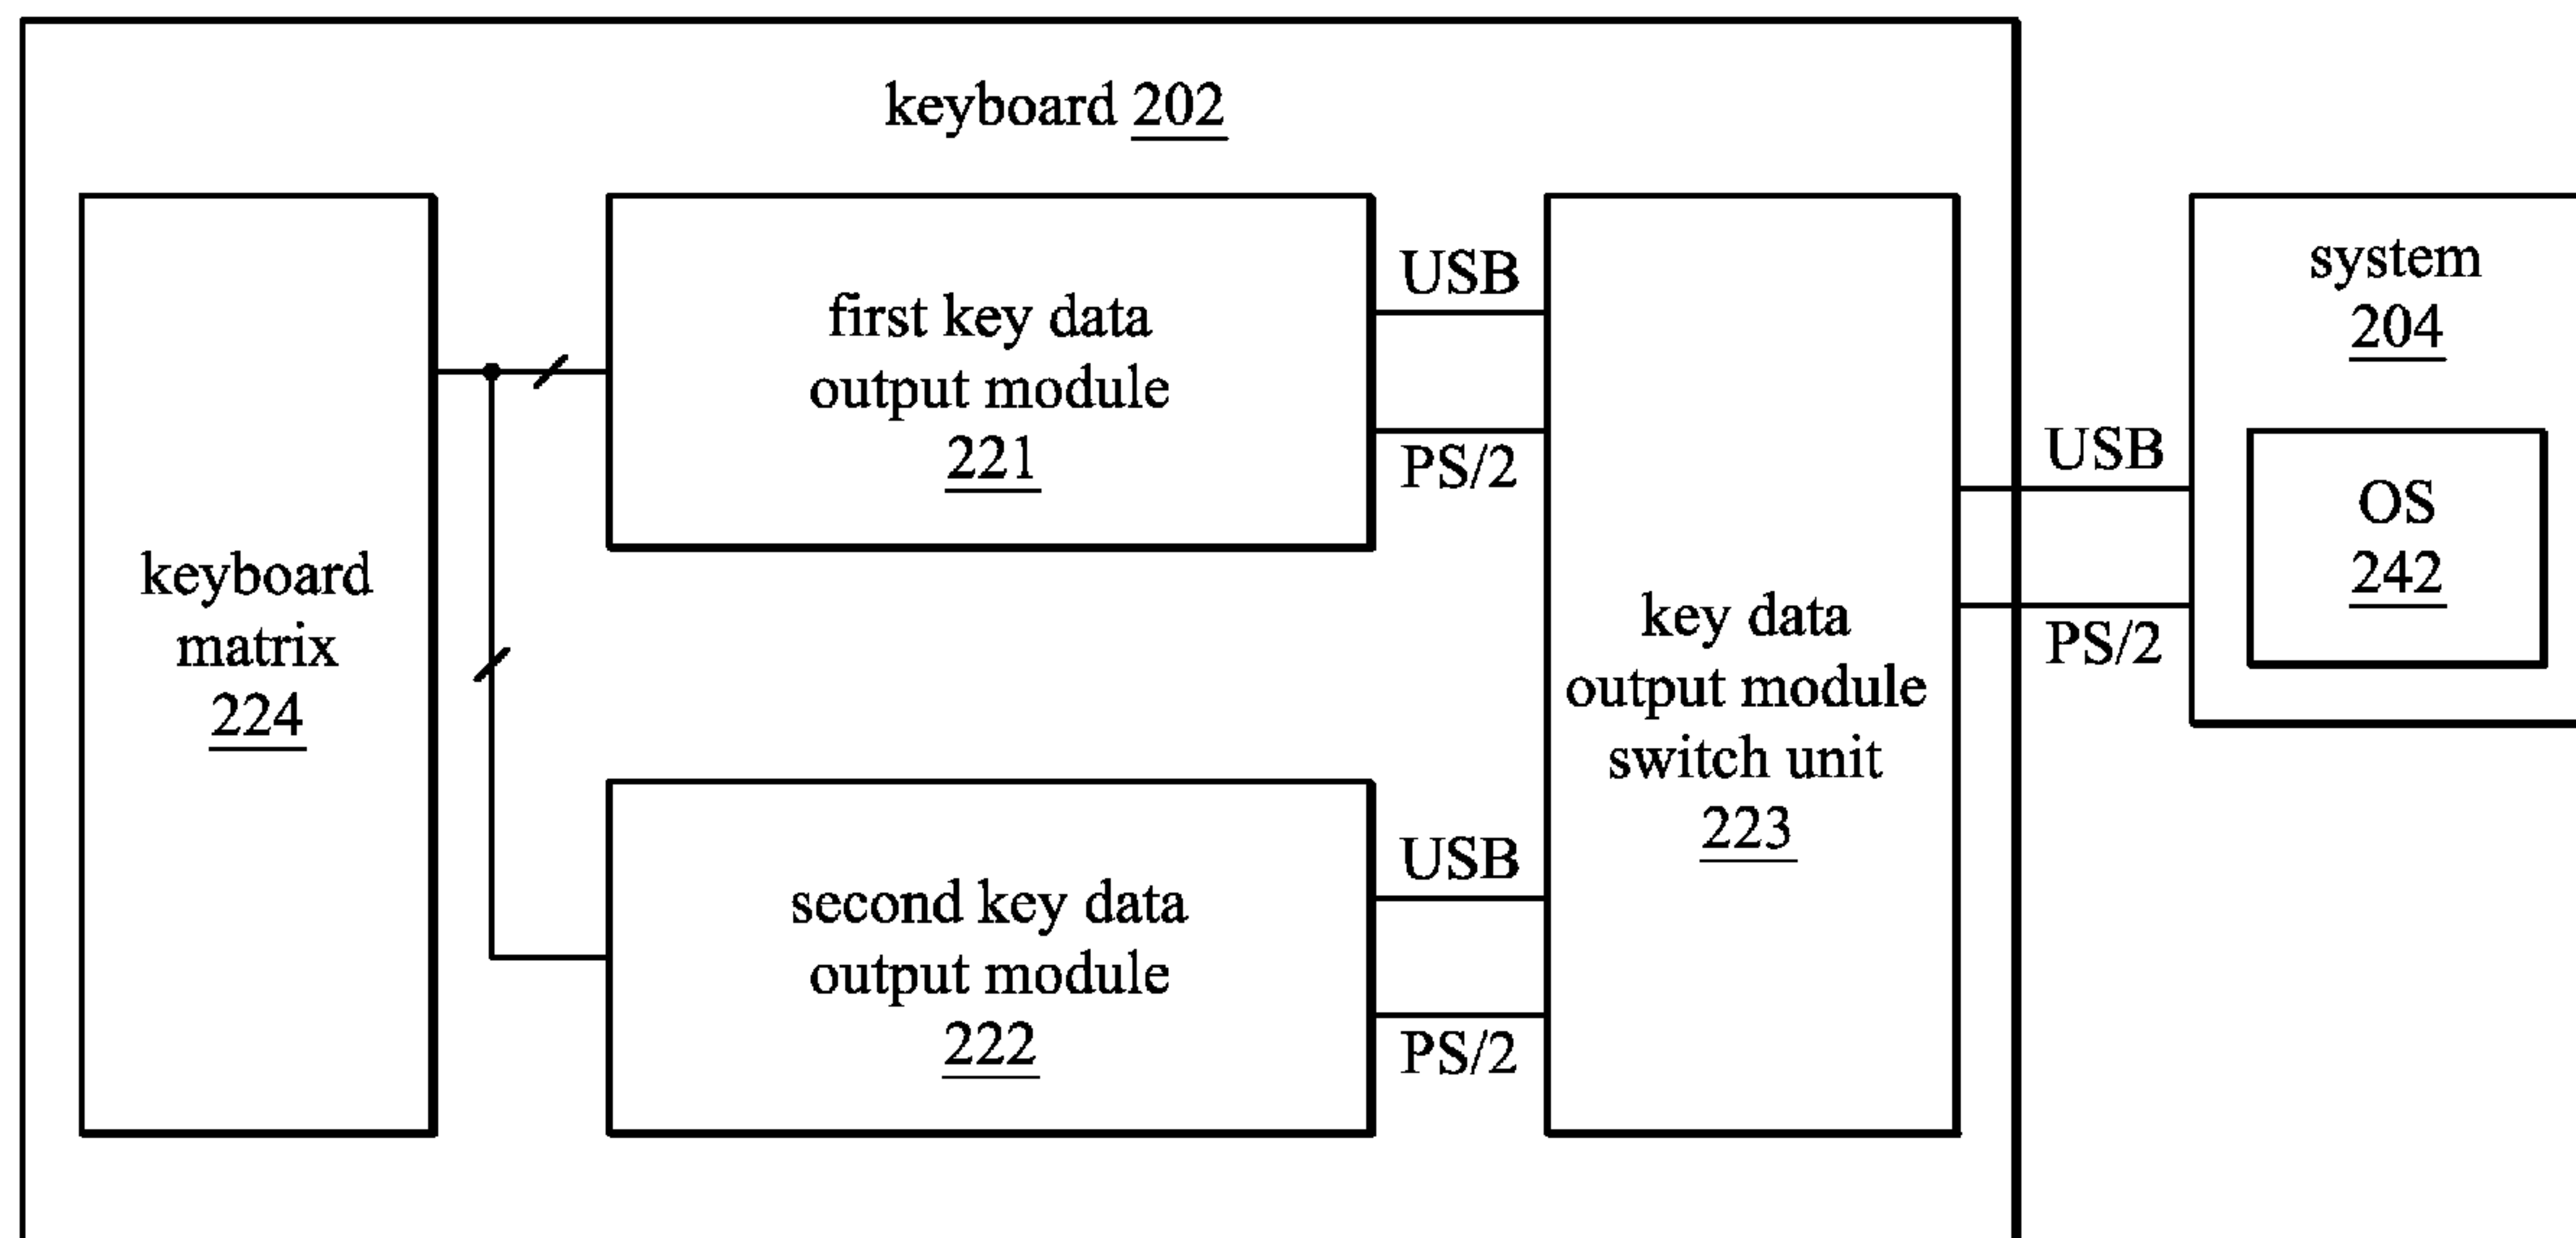 keyboard 202
keyboard
matrix
224
first key data
output module
221
USB
PS/2
second key data
output module
222
USB
PS/2
key data
output module
switch unit
223
USB
PS/2
system
204
OS
242